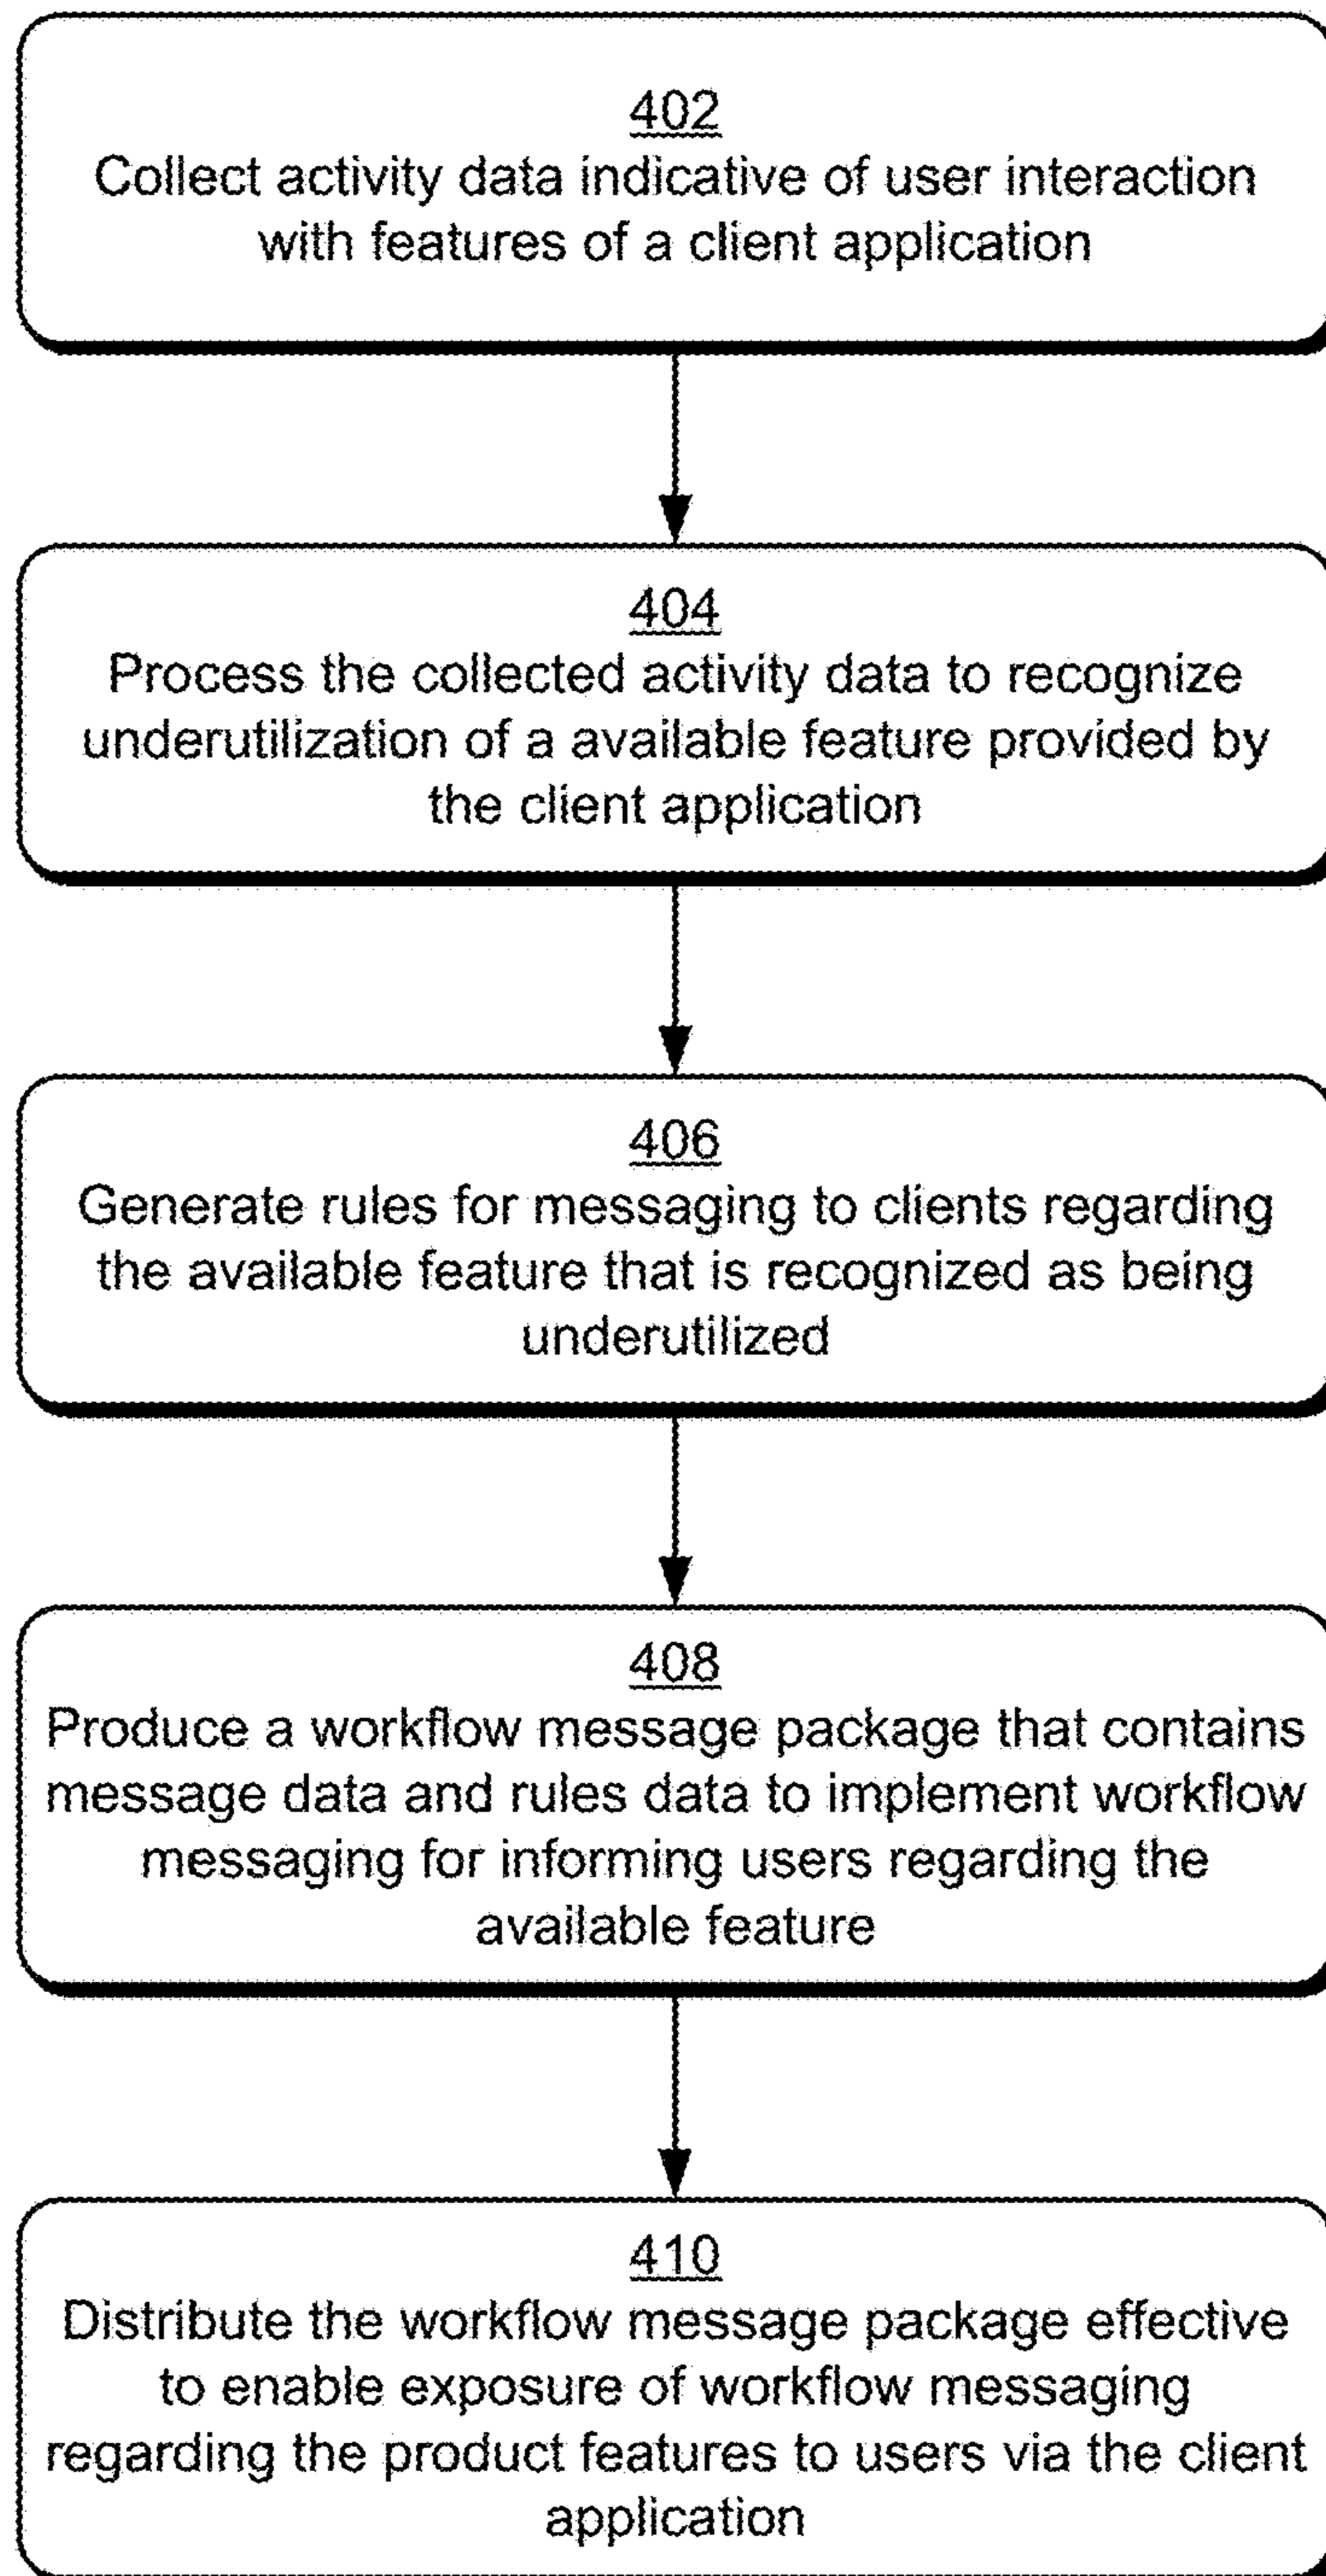 402
Collect activity data indicative of user interaction
with features of a client application
404
Process the collected activity data to recognize
underutilization of a available feature provided by
the client application
406
Generate rules for messaging to clients regarding
the available feature that is recognized as being
underutilized
408
Produce a workflow message package that contains
message data and rules data to implement workflow
messaging for informing users regarding the
available feature
410
Distribute the workflow message package effective
to enable exposure of workflow messaging
regarding the product features to users via the client
application